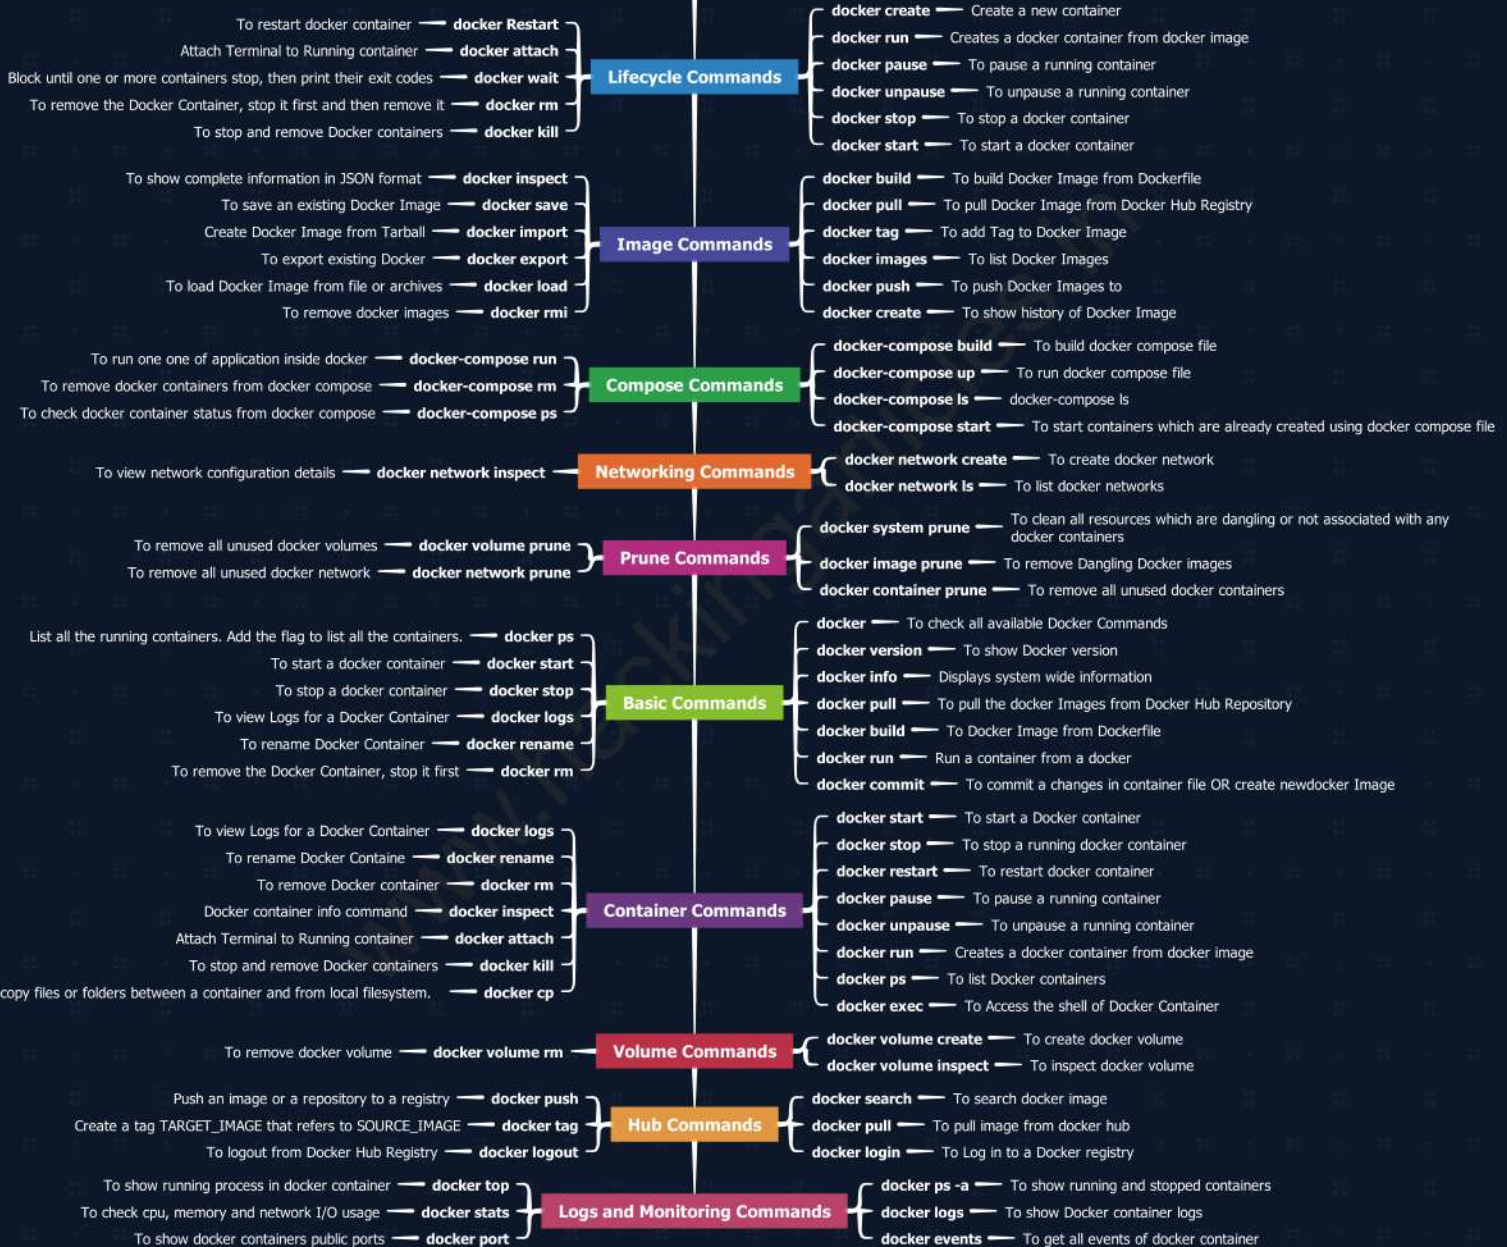 To restart docker container docker Restart
Attach Terminal to Running container docker attach
Block until one or more containers stop, then print their exit codes docker wait
To remove the Docker Container, stop it first and then remove it docker rm
To stop and remove Docker containers docker kill
Lifecycle Commands
docker create Create a new container
docker run Creates a docker container from docker image
docker pause To pause a running container
docker unpause To unpause a running container
docker stop To stop a docker container
docker start To start a docker container
To show complete information in JSON format docker inspect
To save an existing Docker Image docker save
Create Docker Image from Tarball docker import
To export existing Docker docker export
To load Docker Image from file or archives docker load
To remove docker images docker rmi
Image Commands
docker build To build Docker Image from Dockerfile
docker pull To pull Docker Image from Docker Hub Registry
docker tag To add Tag to Docker Image
docker images To list Docker Images
docker push To push Docker Images to
docker create To show history of Docker Image
To run one one of application inside docker docker-compose run
To remove docker containers from docker compose docker-compose rm
To check docker container status from docker compose docker-compose ps
Compose Commands
docker-compose build To build docker compose file
docker-compose up To run docker compose file
docker-compose ls docker-compose ls
docker-compose start To start containers which are already created using docker compose file
To view network configuration details docker network inspect
Networking Commands
docker network create To create docker network
docker network ls To list docker networks
To remove all unused docker volumes docker volume prune
To remove all unused docker network docker network prune
Prune Commands
docker system prune To clean all resources which are dangling or not associated with any
docker containers
docker image prune To remove Dangling Docker images
docker container prune To remove all unused docker containers
List all the running containers. Add the flag to list all the containers. docker ps
To start a docker container docker start
To stop a docker container docker stop
To view Logs for a Docker Container docker logs
To rename Docker Container docker rename
To remove the Docker Container, stop it first docker rm
Basic Commands
docker To check all available Docker Commands
docker version To show Docker version
docker info Displays system wide information
docker pull To pull the docker Images from Docker Hub Repository
docker build To Docker Image from Dockerfile
docker run Run a container from a docker
docker commit To commit a changes in container file OR create newdocker Image
To view Logs for a Docker Container docker logs
To rename Docker Containe docker rename
To remove Docker container docker rm
Docker container info command docker inspect
Attach Terminal to Running container docker attach
To stop and remove Docker containers docker kill
copy files or folders between a container and from local filesystem. docker cp
Container Commands
docker start To start a Docker container
docker stop To stop a running docker container
docker restart To restart docker container
docker pause To pause a running container
docker unpause To unpause a running container
docker run Creates a docker container from docker image
docker ps To list Docker containers
docker exec To Access the shell of Docker Container
To remove docker volume docker volume rm
Volume Commands
docker volume create To create docker volume
docker volume inspect To inspect docker volume
Push an image or a repository to a registry docker push
Create a tag TARGET_IMAGE that refers to SOURCE_IMAGE docker tag
To logout from Docker Hub Registry docker logout
Hub Commands
docker search To search docker image
docker pull To pull image from docker hub
docker login To Log in to a Docker registry
To show running process in docker container docker top
To check cpu, memory and network I/O usage docker stats
To show docker containers public ports docker port
Logs and Monitoring Commands
docker ps -a To show running and stopped containers
docker logs To show Docker container logs
docker events To get all events of docker container